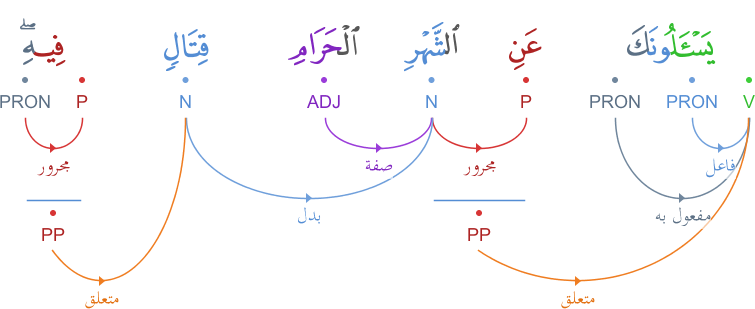 يَسْـَٔلُونَكَ عَنِ ٱلشَّهْرِ ٱلْحَرَامِ قِتَالٍ فِيهِۖ
V PRON PRON P N ADJ N P PRON
فاعل مجرور صفة مجرور
مفعول به بدل
PP PP
متعلق متعلق